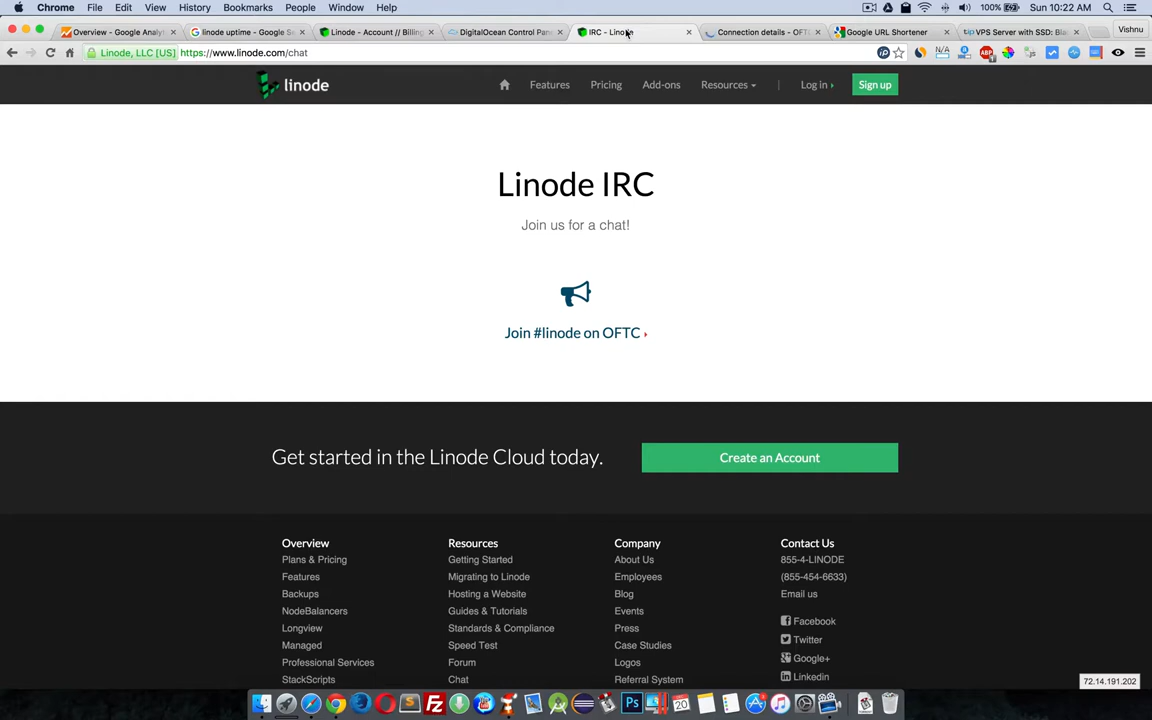 Chrome File Edit View History Bookmarks People Window Help 100% Sun 10:22 AM
Overview - Google Analyt linode uptime - Google Se Linode - Account // Billing DigitalOcean Control Pane IRC - Linode Connection details - OFT Google URL Shortener VPS Server with SSD: Bla Vishnu
Linode, LLC [US] https://www.linode.com/chat
linode Features Pricing Add-ons Resources | Log in › Sign up
Linode IRC
Join us for a chat!
Join #linode on OFTC ›
Get started in the Linode Cloud today. Create an Account
Overview Resources Company Contact Us
Plans & Pricing Getting Started About Us 855-4-LINODE
Features Migrating to Linode Employees (855-454-6633)
Backups Hosting a Website Blog Email us
NodeBalancers Guides & Tutorials Events
Longview Standards & Compliance Press Facebook
Managed Speed Test Case Studies Twitter
Professional Services Forum Logos Google+
StackScripts Chat Referral System Linkedin
72.14.191.202
Fz Ps 20